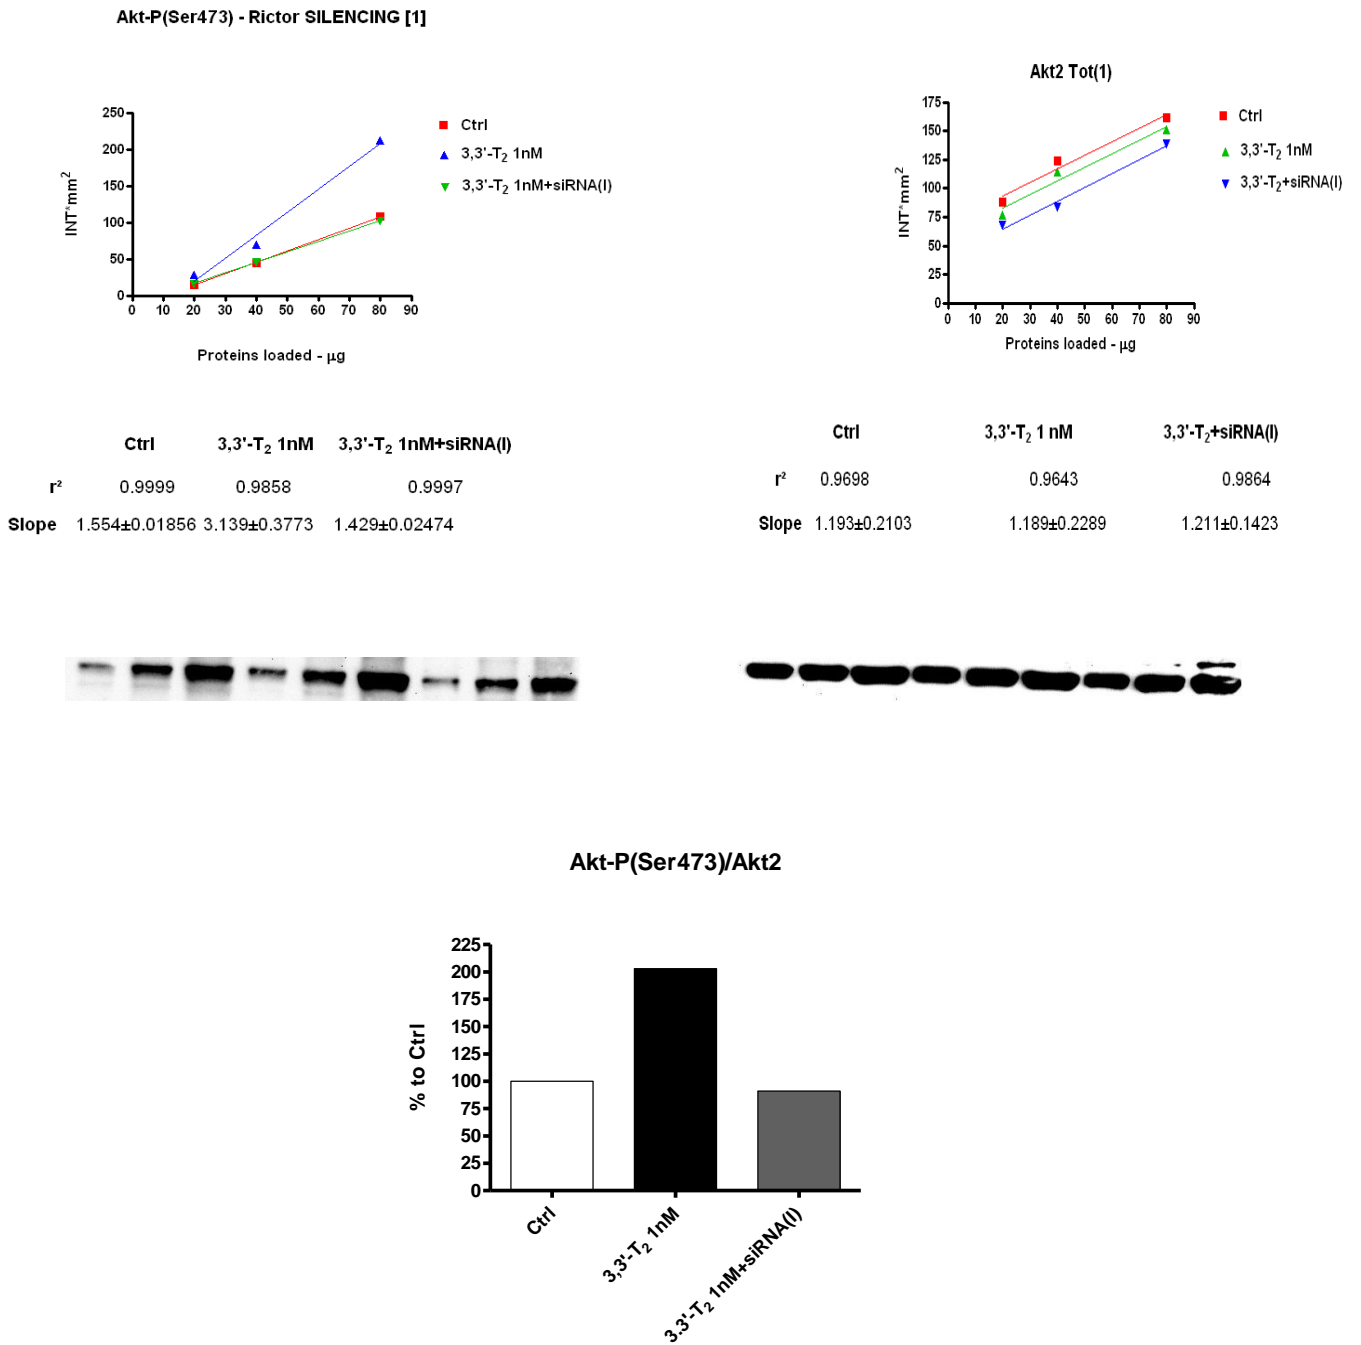 Akt-P(Ser473) - Rictor SILENCING [1]
250
200
150
100
50
0
INT*mm²
0 10 20 30 40 50 60 70 80 90
Proteins loaded - µg
Ctrl
3,3'-T₂ 1nM
3,3'-T₂ 1nM+siRNA(I)
Akt2 Tot(1)
175
150
125
100
75
50
25
0
INT*mm²
0 10 20 30 40 50 60 70 80 90
Proteins loaded - µg
Ctrl
3,3'-T₂ 1nM
3,3'-T₂+siRNA(I)
Ctrl 3,3'-T₂ 1nM 3,3'-T₂ 1nM+siRNA(I)
r² 0.9999 0.9858 0.9997
Slope 1.554±0.01856 3.139±0.3773 1.429±0.02474
Ctrl 3,3'-T₂ 1 nM 3,3'-T₂+siRNA(I)
r² 0.9698 0.9643 0.9864
Slope 1.193±0.2103 1.189±0.2289 1.211±0.1423
Akt-P(Ser473)/Akt2
225
200
175
150
125
100
75
50
25
0
% to Ctrl
Ctrl
3,3'-T₂ 1nM
3.3'-T₂ 1nM+siRNA(I)